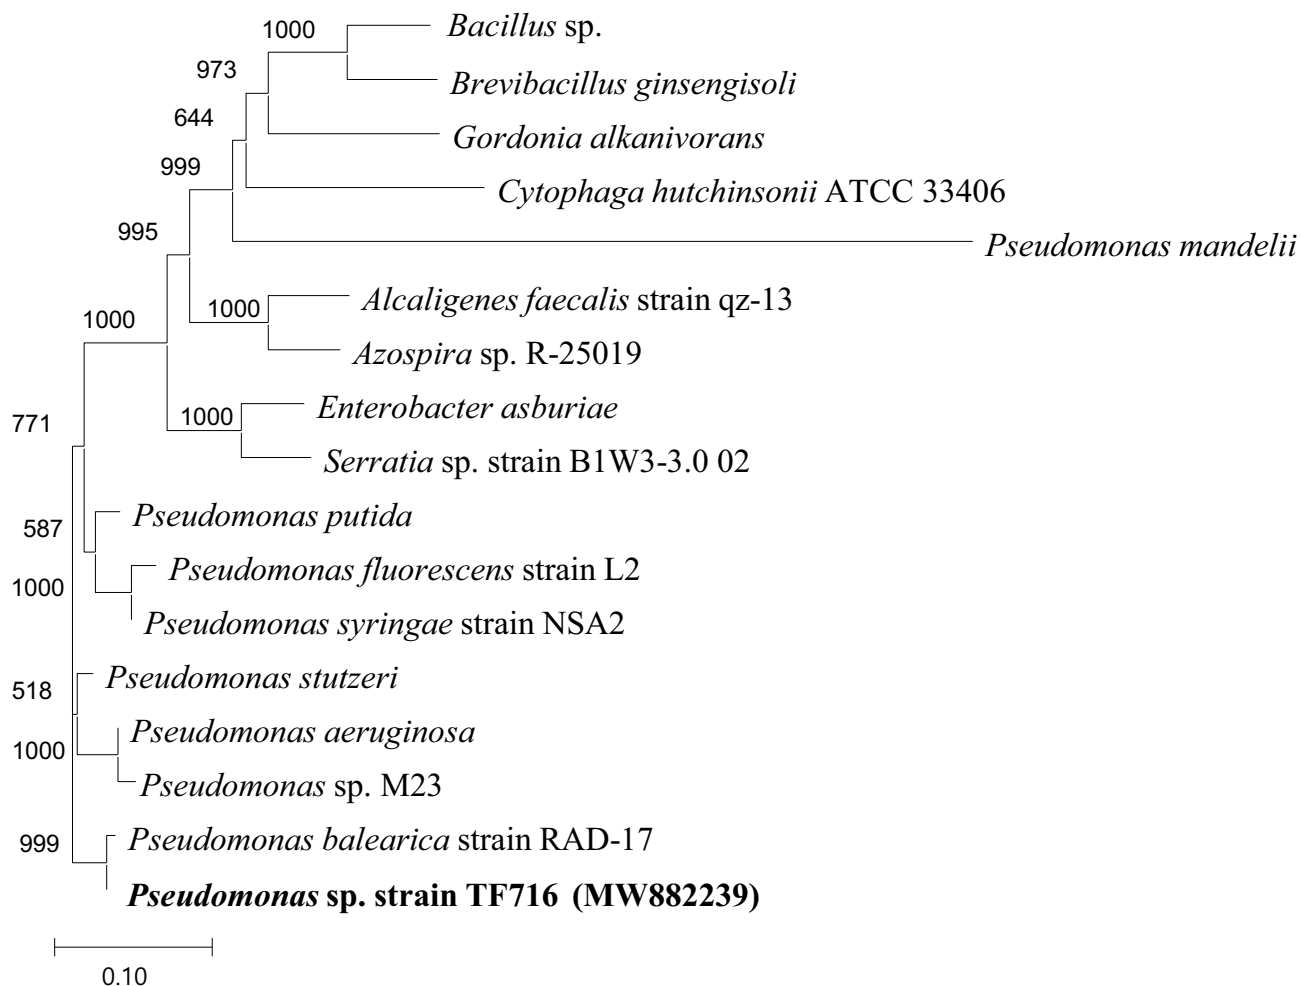 1000
Bacillus sp.
973
Brevibacillus ginsengisoli
644
Gordonia alkanivorans
999
Cytophaga hutchinsonii ATCC 33406
995
Pseudomonas mandelii
1000
Alcaligenes faecalis strain qz-13
1000
Azospira sp. R-25019
1000
Enterobacter asburiae
771
Serratia sp. strain B1W3-3.0 02
Pseudomonas putida
587
Pseudomonas fluorescens strain L2
1000
Pseudomonas syringae strain NSA2
Pseudomonas stutzeri
518
Pseudomonas aeruginosa
1000
Pseudomonas sp. M23
Pseudomonas balearica strain RAD-17
999
Pseudomonas sp. strain TF716 (MW882239)
0.10